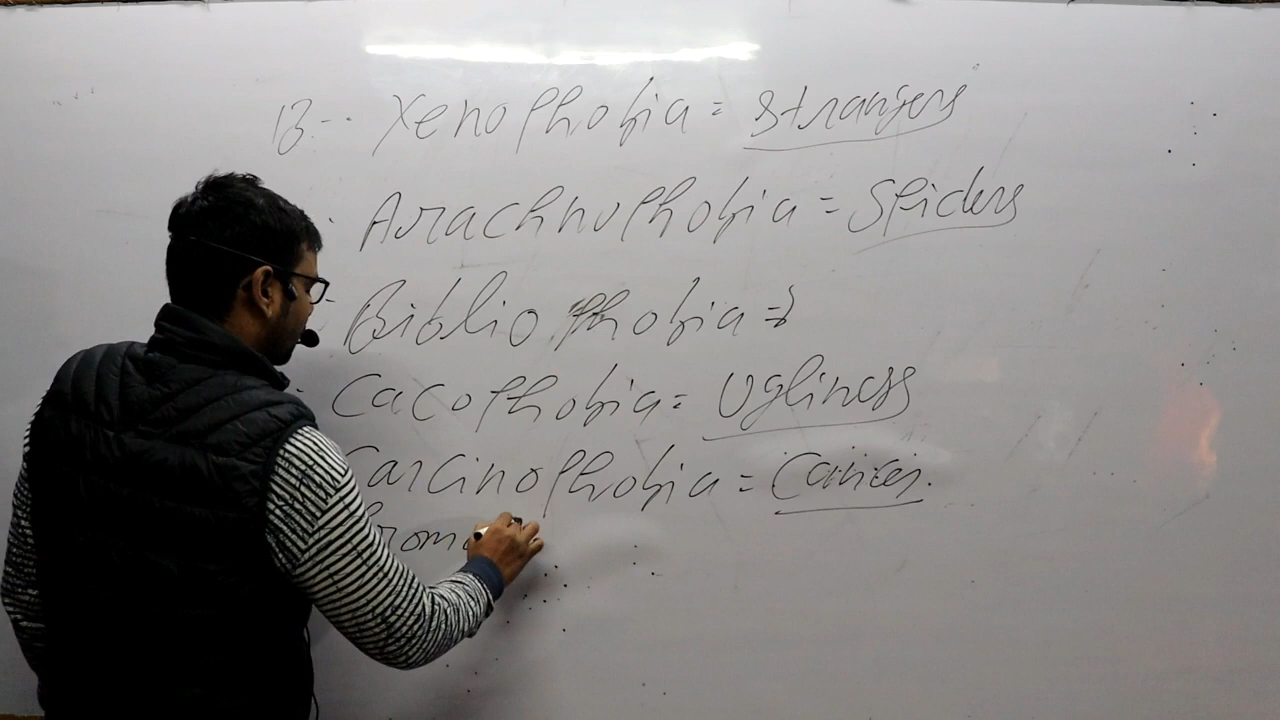 13.-- Xenophobia = Strangers
Arachnophobia = Spiders
Bibliophobia =
Cacophobia = Ugliness
Carcinophobia = Cancer.